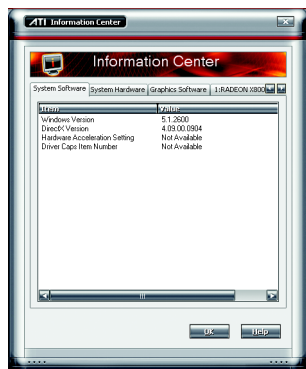 ATI Information Center
Information Center
System Software System Hardware Graphics Software 1:RADEON X800
Item Value
Windows Version 5.1.2600
DirectX Version 4.09.00.0904
Hardware Acceleration Setting Not Available
Driver Caps Item Number Not Available
OK Help